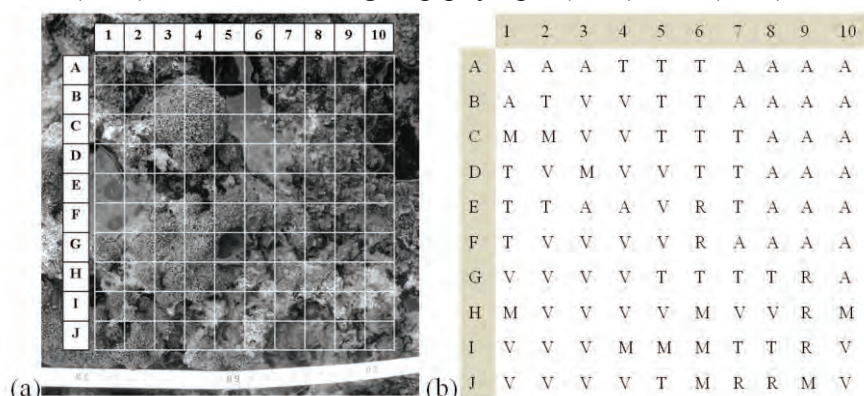 1 2 3 4 5 6 7 8 9 10
A
B
C
D
E
F
G
H
I
J
(a)
1 2 3 4 5 6 7 8 9 10
A A A A T T T A A A A
B A T V V T T A A A A
C M M V V T T T A A A
D T V M V V T T A A A
E T T A A V R T A A A
F T V V V V R A A A A
G V V V V T T T T R A
H M V V V V M V V R M
I V V V M M M T T R V
J V V V V T M R R M V
(b)